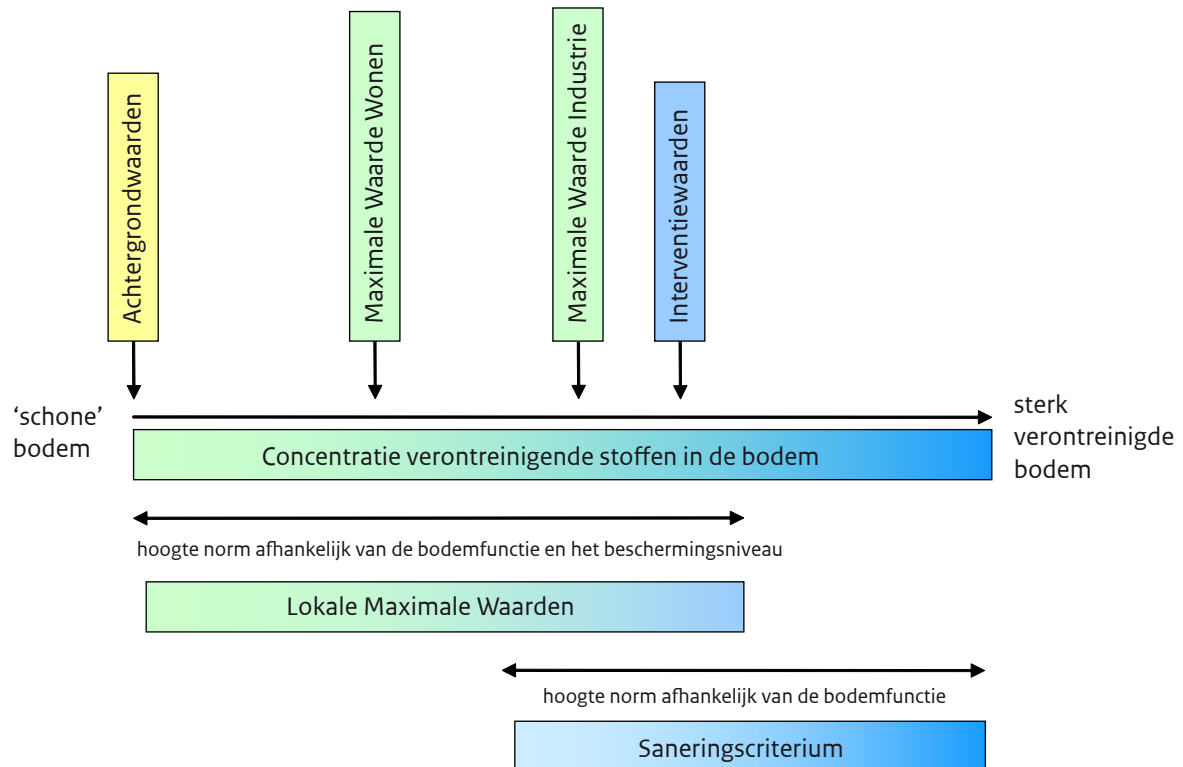 Achtergrondwaarden
Maximale Waarde Wonen
Maximale Waarde Industrie
Interventiewaarden
‘schone’
bodem
sterk
verontreinigde
bodem
Concentratie verontreinigende stoffen in de bodem
hoogte norm afhankelijk van de bodemfunctie en het beschermingsniveau
Lokale Maximale Waarden
hoogte norm afhankelijk van de bodemfunctie
Saneringscriterium